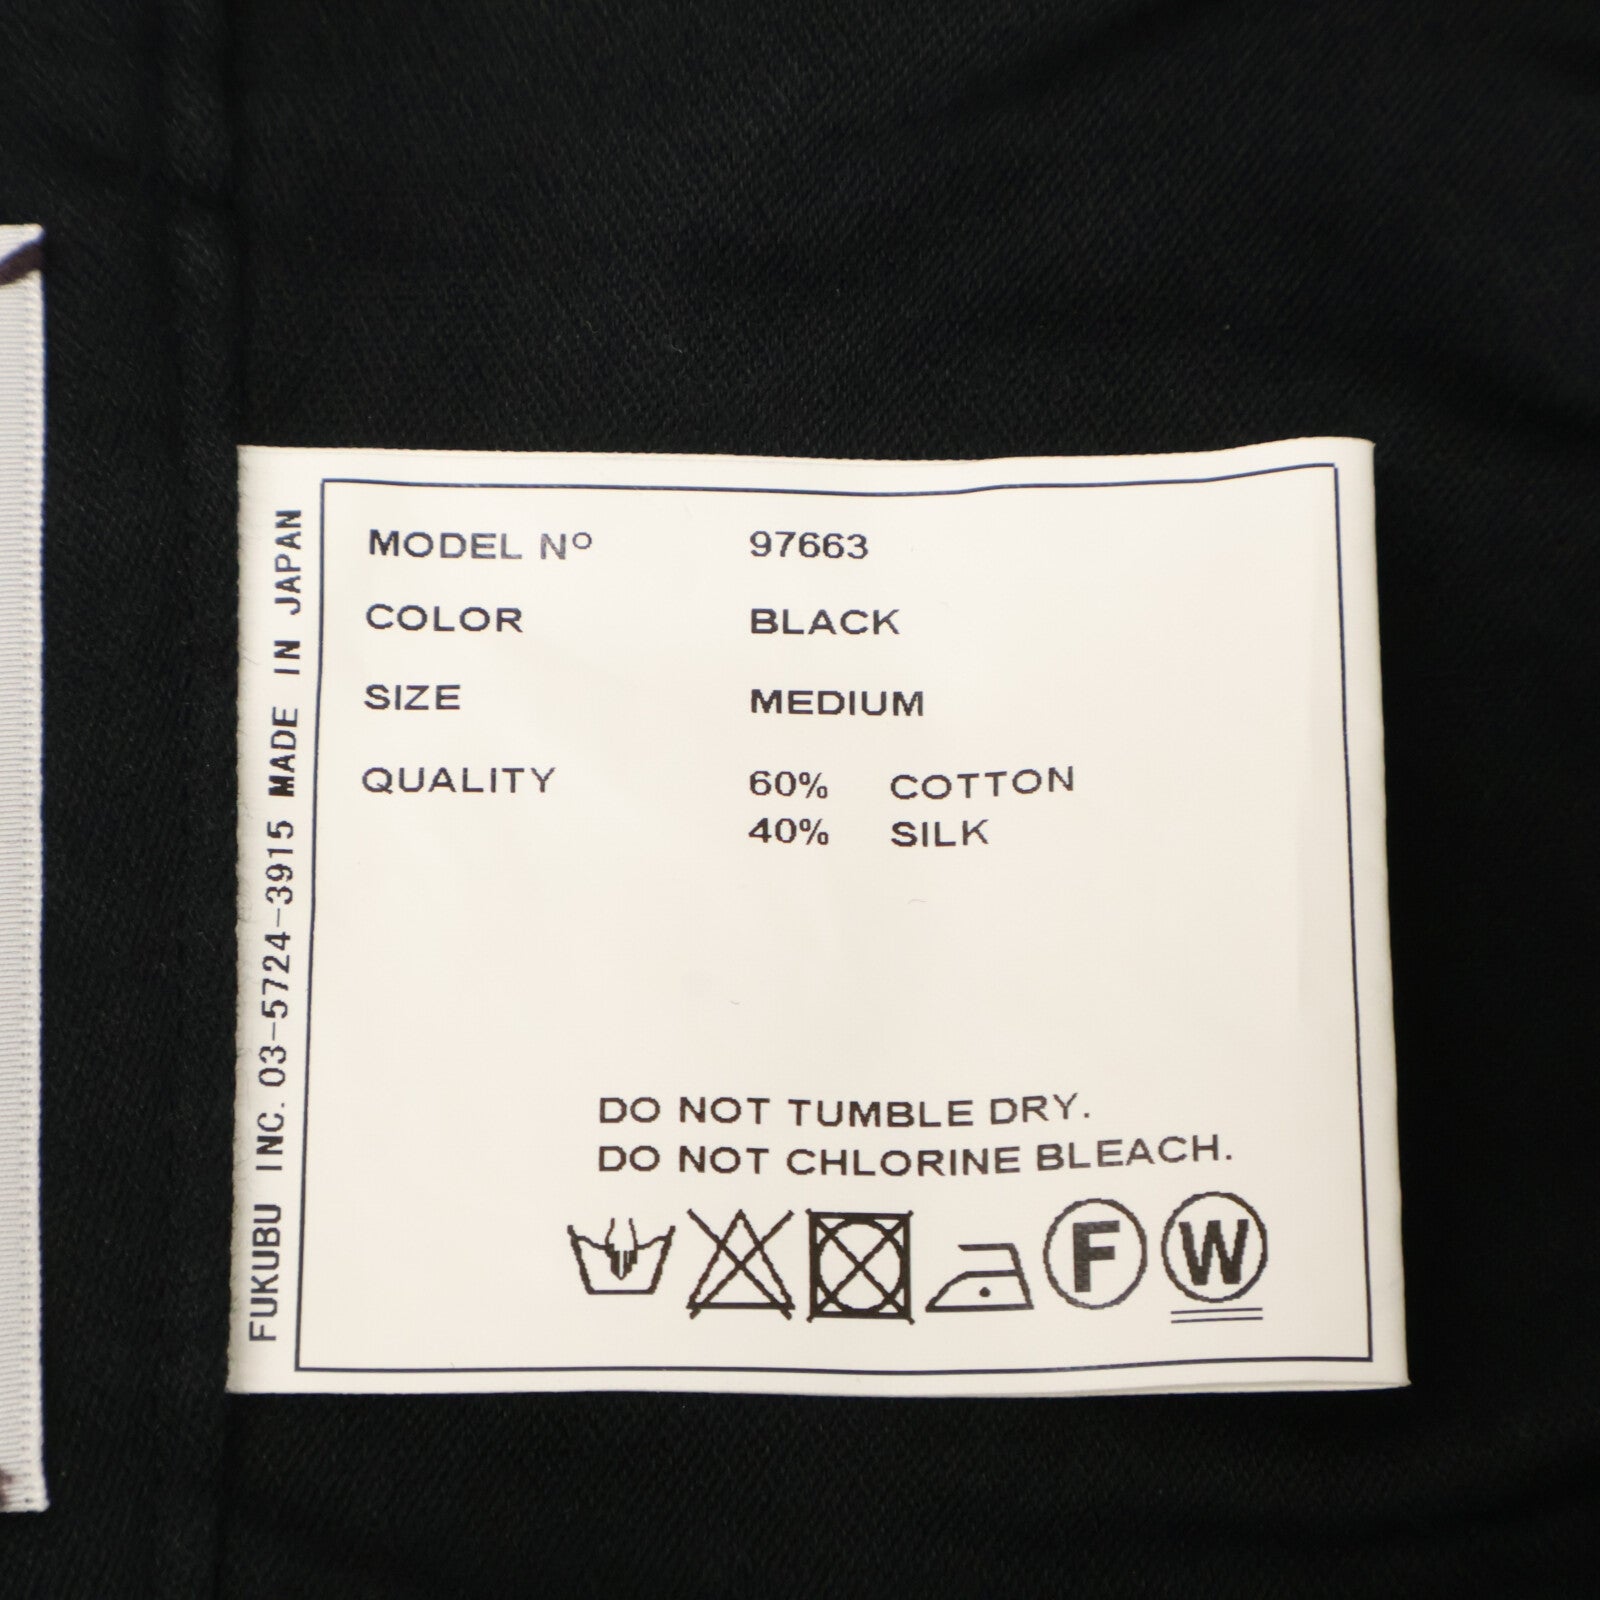 MODEL Nº 97663
COLOR BLACK
SIZE MEDIUM
QUALITY 60% COTTON
40% SILK
DO NOT TUMBLE DRY.
DO NOT CHLORINE BLEACH.
F W
FUKUBU INC. 03-5724-3915 MADE IN JAPAN